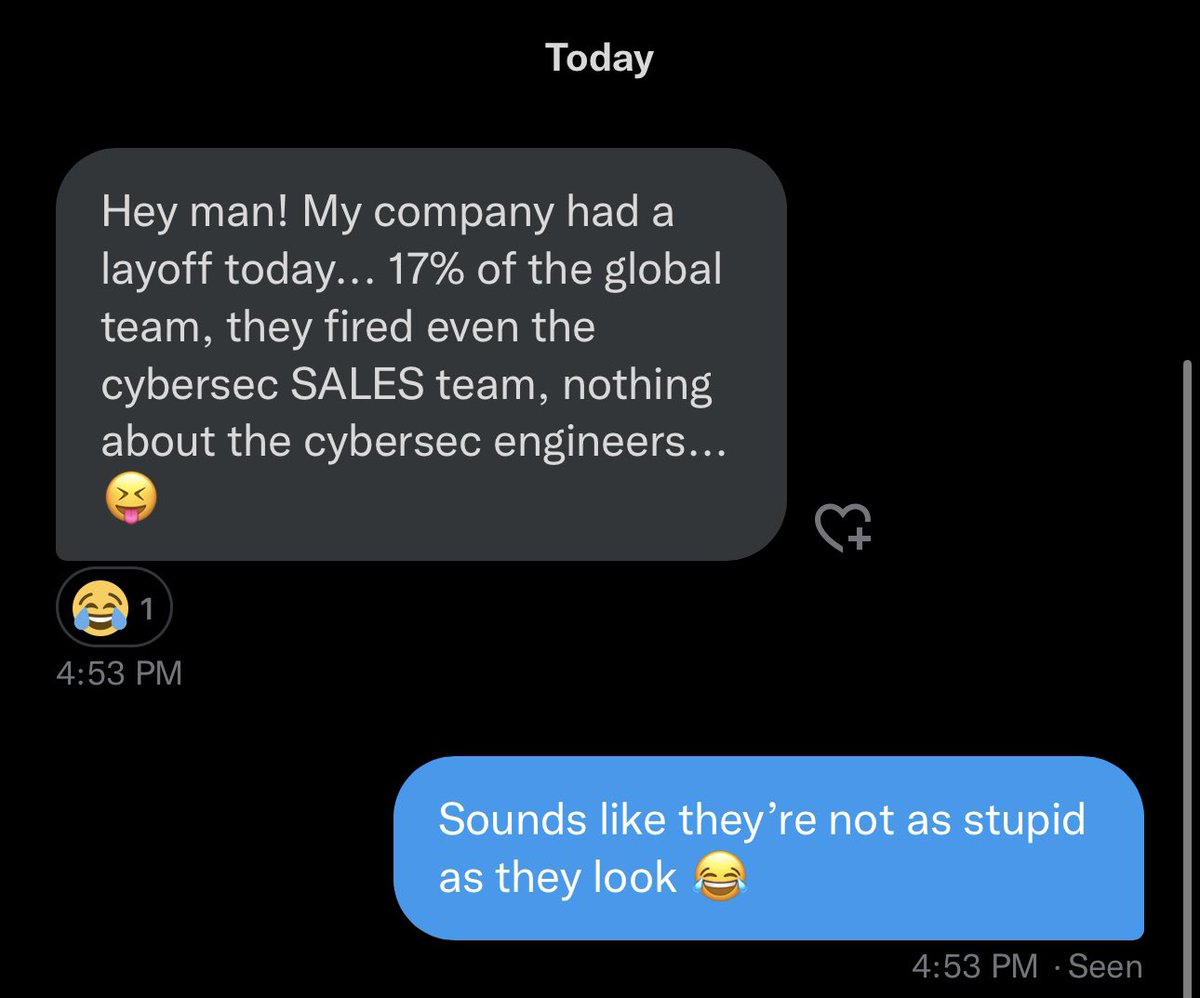 Today
Hey man! My company had a
layoff today... 17% of the global
team, they fired even the
cybersec SALES team, nothing
about the cybersec engineers...
😝
😂 1
4:53 PM
Sounds like they’re not as stupid
as they look 😂
4:53 PM · Seen